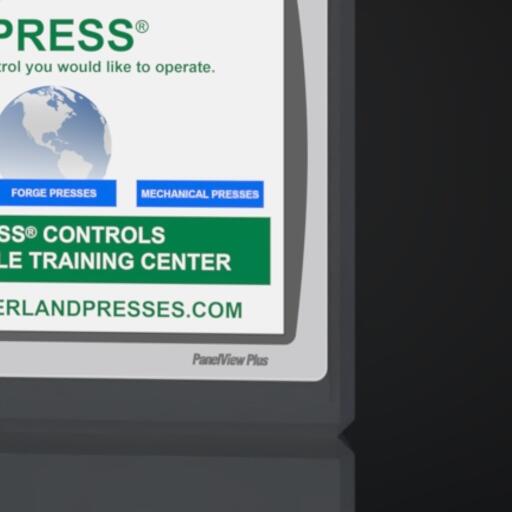 PRESS®
trol you would like to operate.
FORGE PRESSES
MECHANICAL PRESSES
SS® CONTROLS
LE TRAINING CENTER
ERLANDPRESSES.COM
PanelView Plus